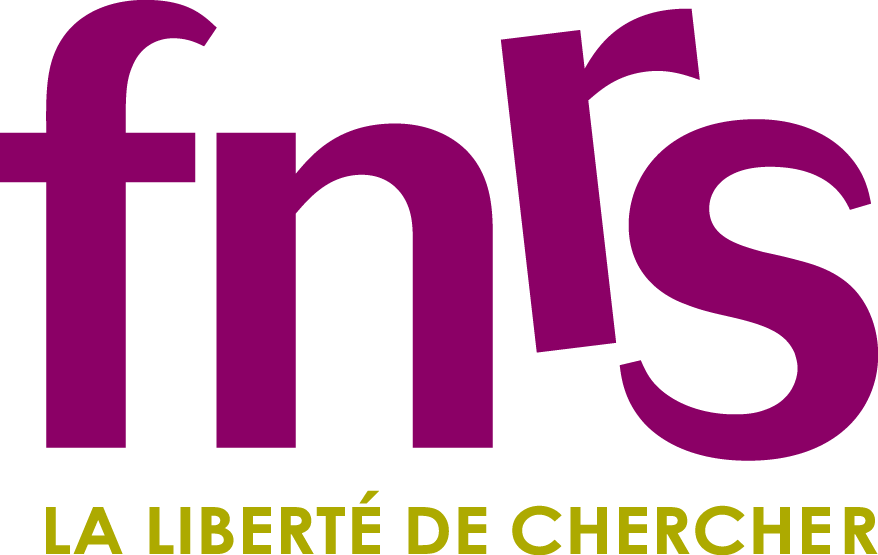 fnrs
LA LIBERTÉ DE CHERCHER